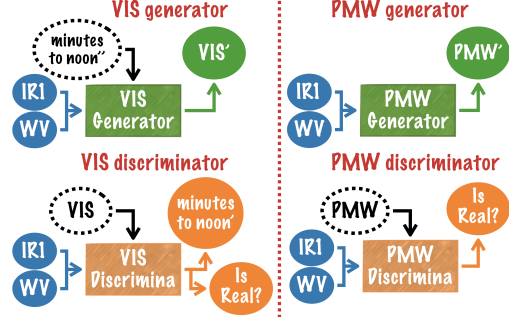 VIS generator
minutes
to noon''
VIS'
IR1
WV
VIS
Generator
PMW generator
PMW'
IR1
WV
PMW
Generator
VIS discriminator
VIS
minutes
to noon'
IR1
WV
VIS
Discrimina
Is
Real?
PMW discriminator
PMW
Is
Real?
IR1
WV
PMW
Discrimina